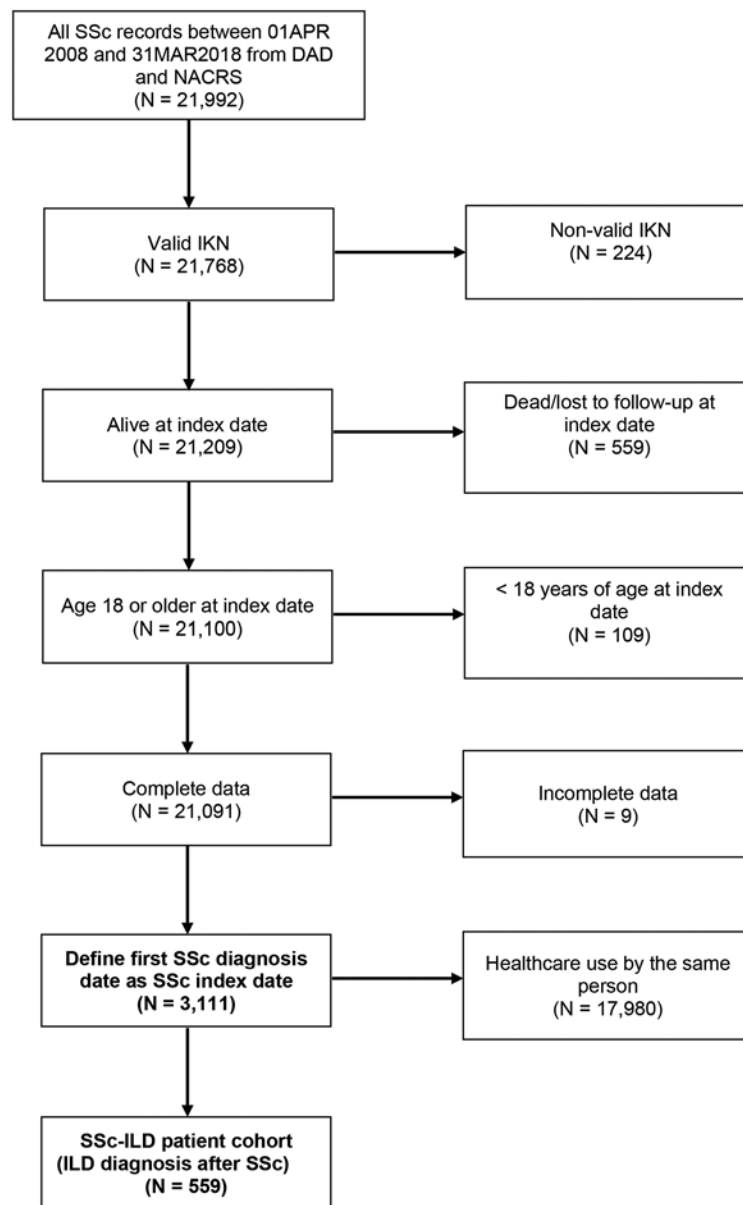 All SSc records between 01APR
2008 and 31MAR2018 from DAD
and NACRS
(N = 21,992)
Valid IKN
(N = 21,768)
Non-valid IKN
(N = 224)
Alive at index date
(N = 21,209)
Dead/lost to follow-up at
index date
(N = 559)
Age 18 or older at index date
(N = 21,100)
< 18 years of age at index
date
(N = 109)
Complete data
(N = 21,091)
Incomplete data
(N = 9)
Define first SSc diagnosis
date as SSc index date
(N = 3,111)
Healthcare use by the same
person
(N = 17,980)
SSc-ILD patient cohort
(ILD diagnosis after SSc)
(N = 559)